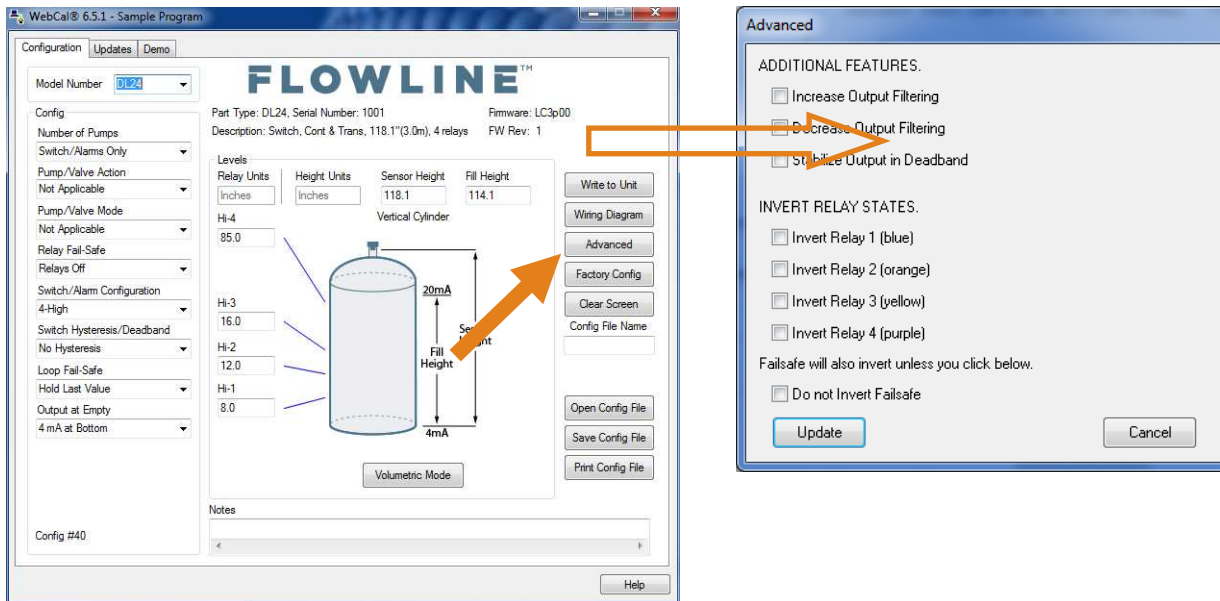 WebCal® 6.5.1 - Sample Program
Configuration Updates Demo
Model Number DL24
FLOWLINE™
Config
Number of Pumps
Switch/Alarms Only
Pump/Valve Action
Not Applicable
Pump/Valve Mode
Not Applicable
Relay Fail-Safe
Relays Off
Switch/Alarm Configuration
4-High
Switch Hysteresis/Deadband
No Hysteresis
Loop Fail-Safe
Hold Last Value
Output at Empty
4 mA at Bottom
Config #40
Part Type: DL24, Serial Number: 1001 Firmware: LC3p00
Description: Switch, Cont & Trans, 118.1"(3.0m), 4 relays FW Rev: 1
Levels
Relay Units Height Units Sensor Height Fill Height
Inches Inches 118.1 114.1
Hi-4 Vertical Cylinder
85.0
20mA
Hi-3
16.0
Hi-2
Fill
12.0
Height
Hi-1
8.0
4mA
Volumetric Mode
Write to Unit
Wiring Diagram
Advanced
Factory Config
Clear Screen
Config File Name
Open Config File
Save Config File
Print Config File
Notes
Help
Advanced
ADDITIONAL FEATURES.
Increase Output Filtering
Decrease Output Filtering
Stabilize Output in Deadband
INVERT RELAY STATES.
Invert Relay 1 (blue)
Invert Relay 2 (orange)
Invert Relay 3 (yellow)
Invert Relay 4 (purple)
Failsafe will also invert unless you click below.
Do not Invert Failsafe
Update Cancel